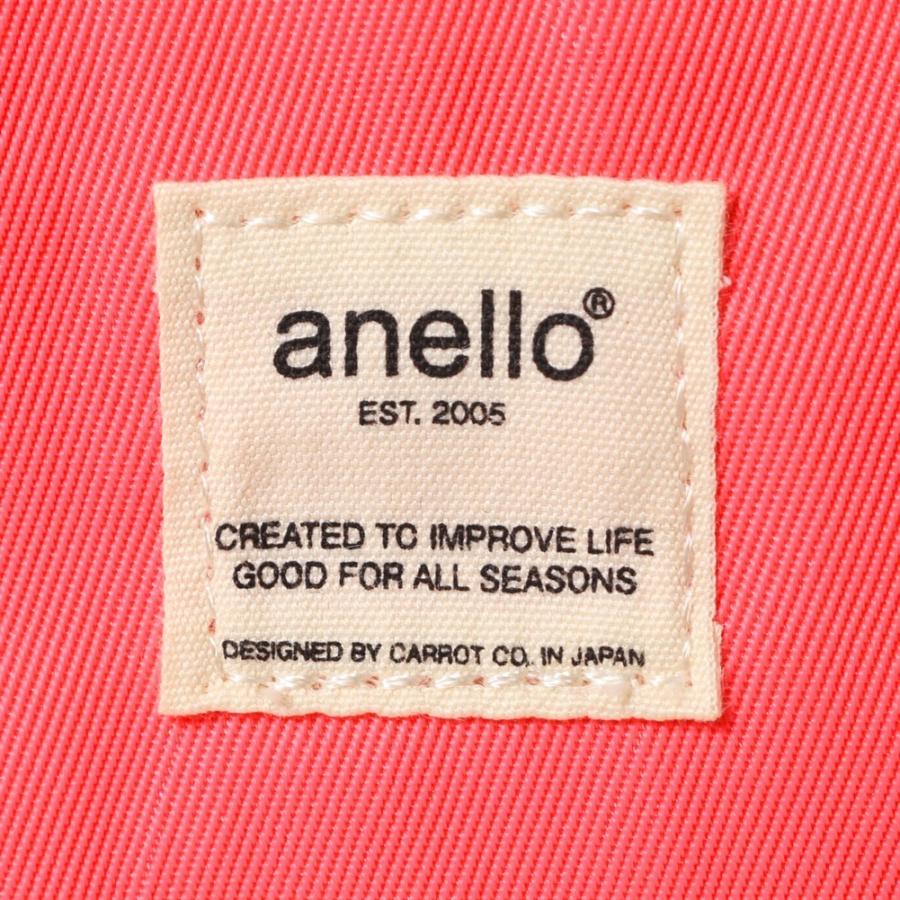 anello®
EST. 2005
CREATED TO IMPROVE LIFE
GOOD FOR ALL SEASONS
DESIGNED BY CARROT CO,. IN JAPAN